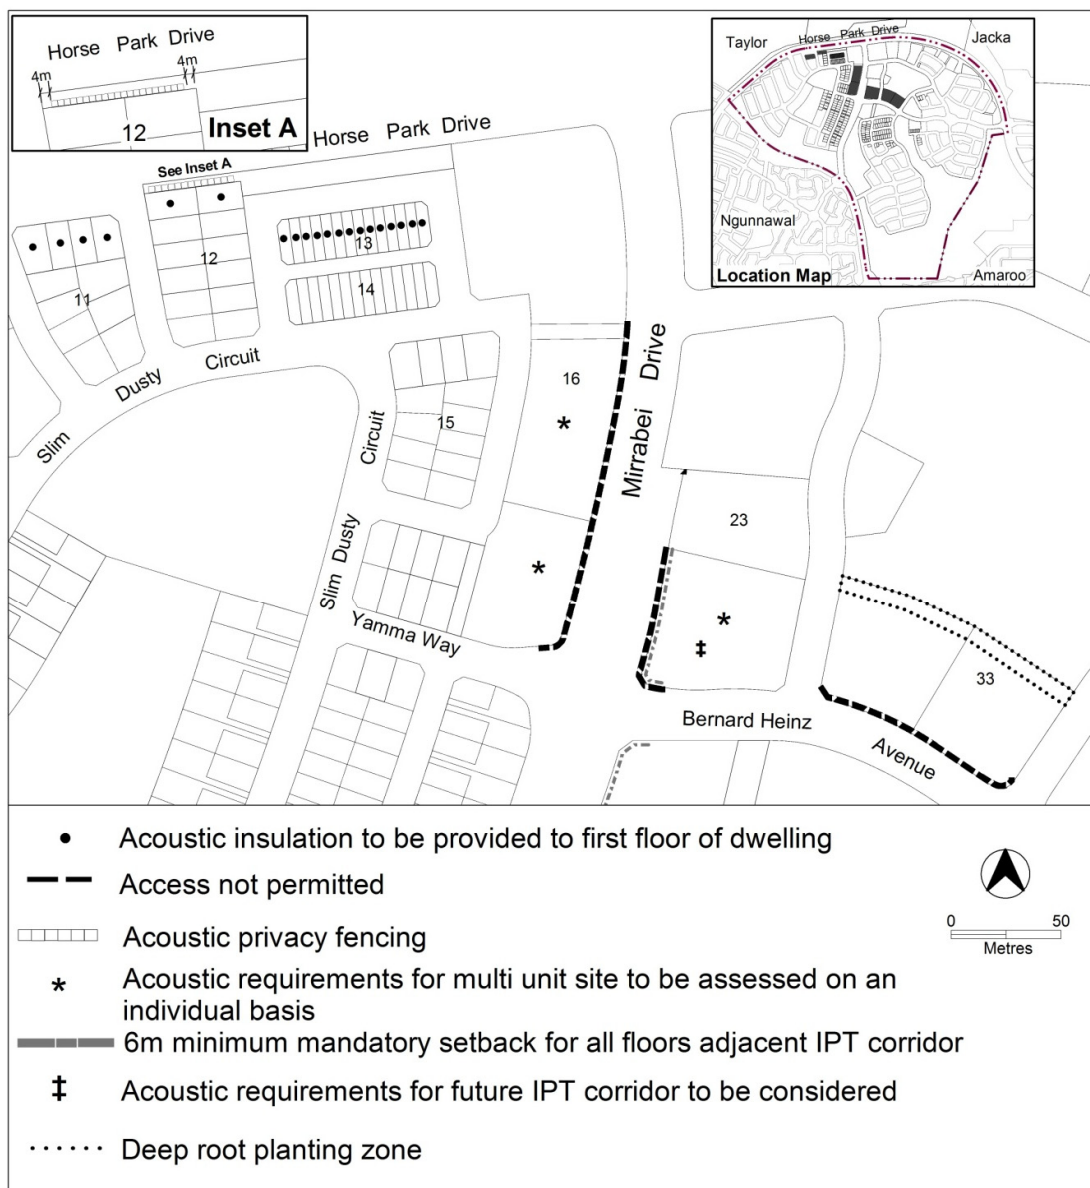 Horse Park Drive
4m
4m
12
Inset A
Taylor
Horse Park Drive
Jacka
Ngunnawal
Location Map
Amaroo
Horse Park Drive
See Inset A
11
12
13
14
15
16
23
33
Slim Dusty Circuit
Slim Dusty Circuit
Mirrabei Drive
Yamma Way
Bernard Heinz Avenue
* 
*
*
‡
• Acoustic insulation to be provided to first floor of dwelling
Access not permitted
Acoustic privacy fencing
* Acoustic requirements for multi unit site to be assessed on an
individual basis
6m minimum mandatory setback for all floors adjacent IPT corridor
‡ Acoustic requirements for future IPT corridor to be considered
Deep root planting zone
0 50
Metres